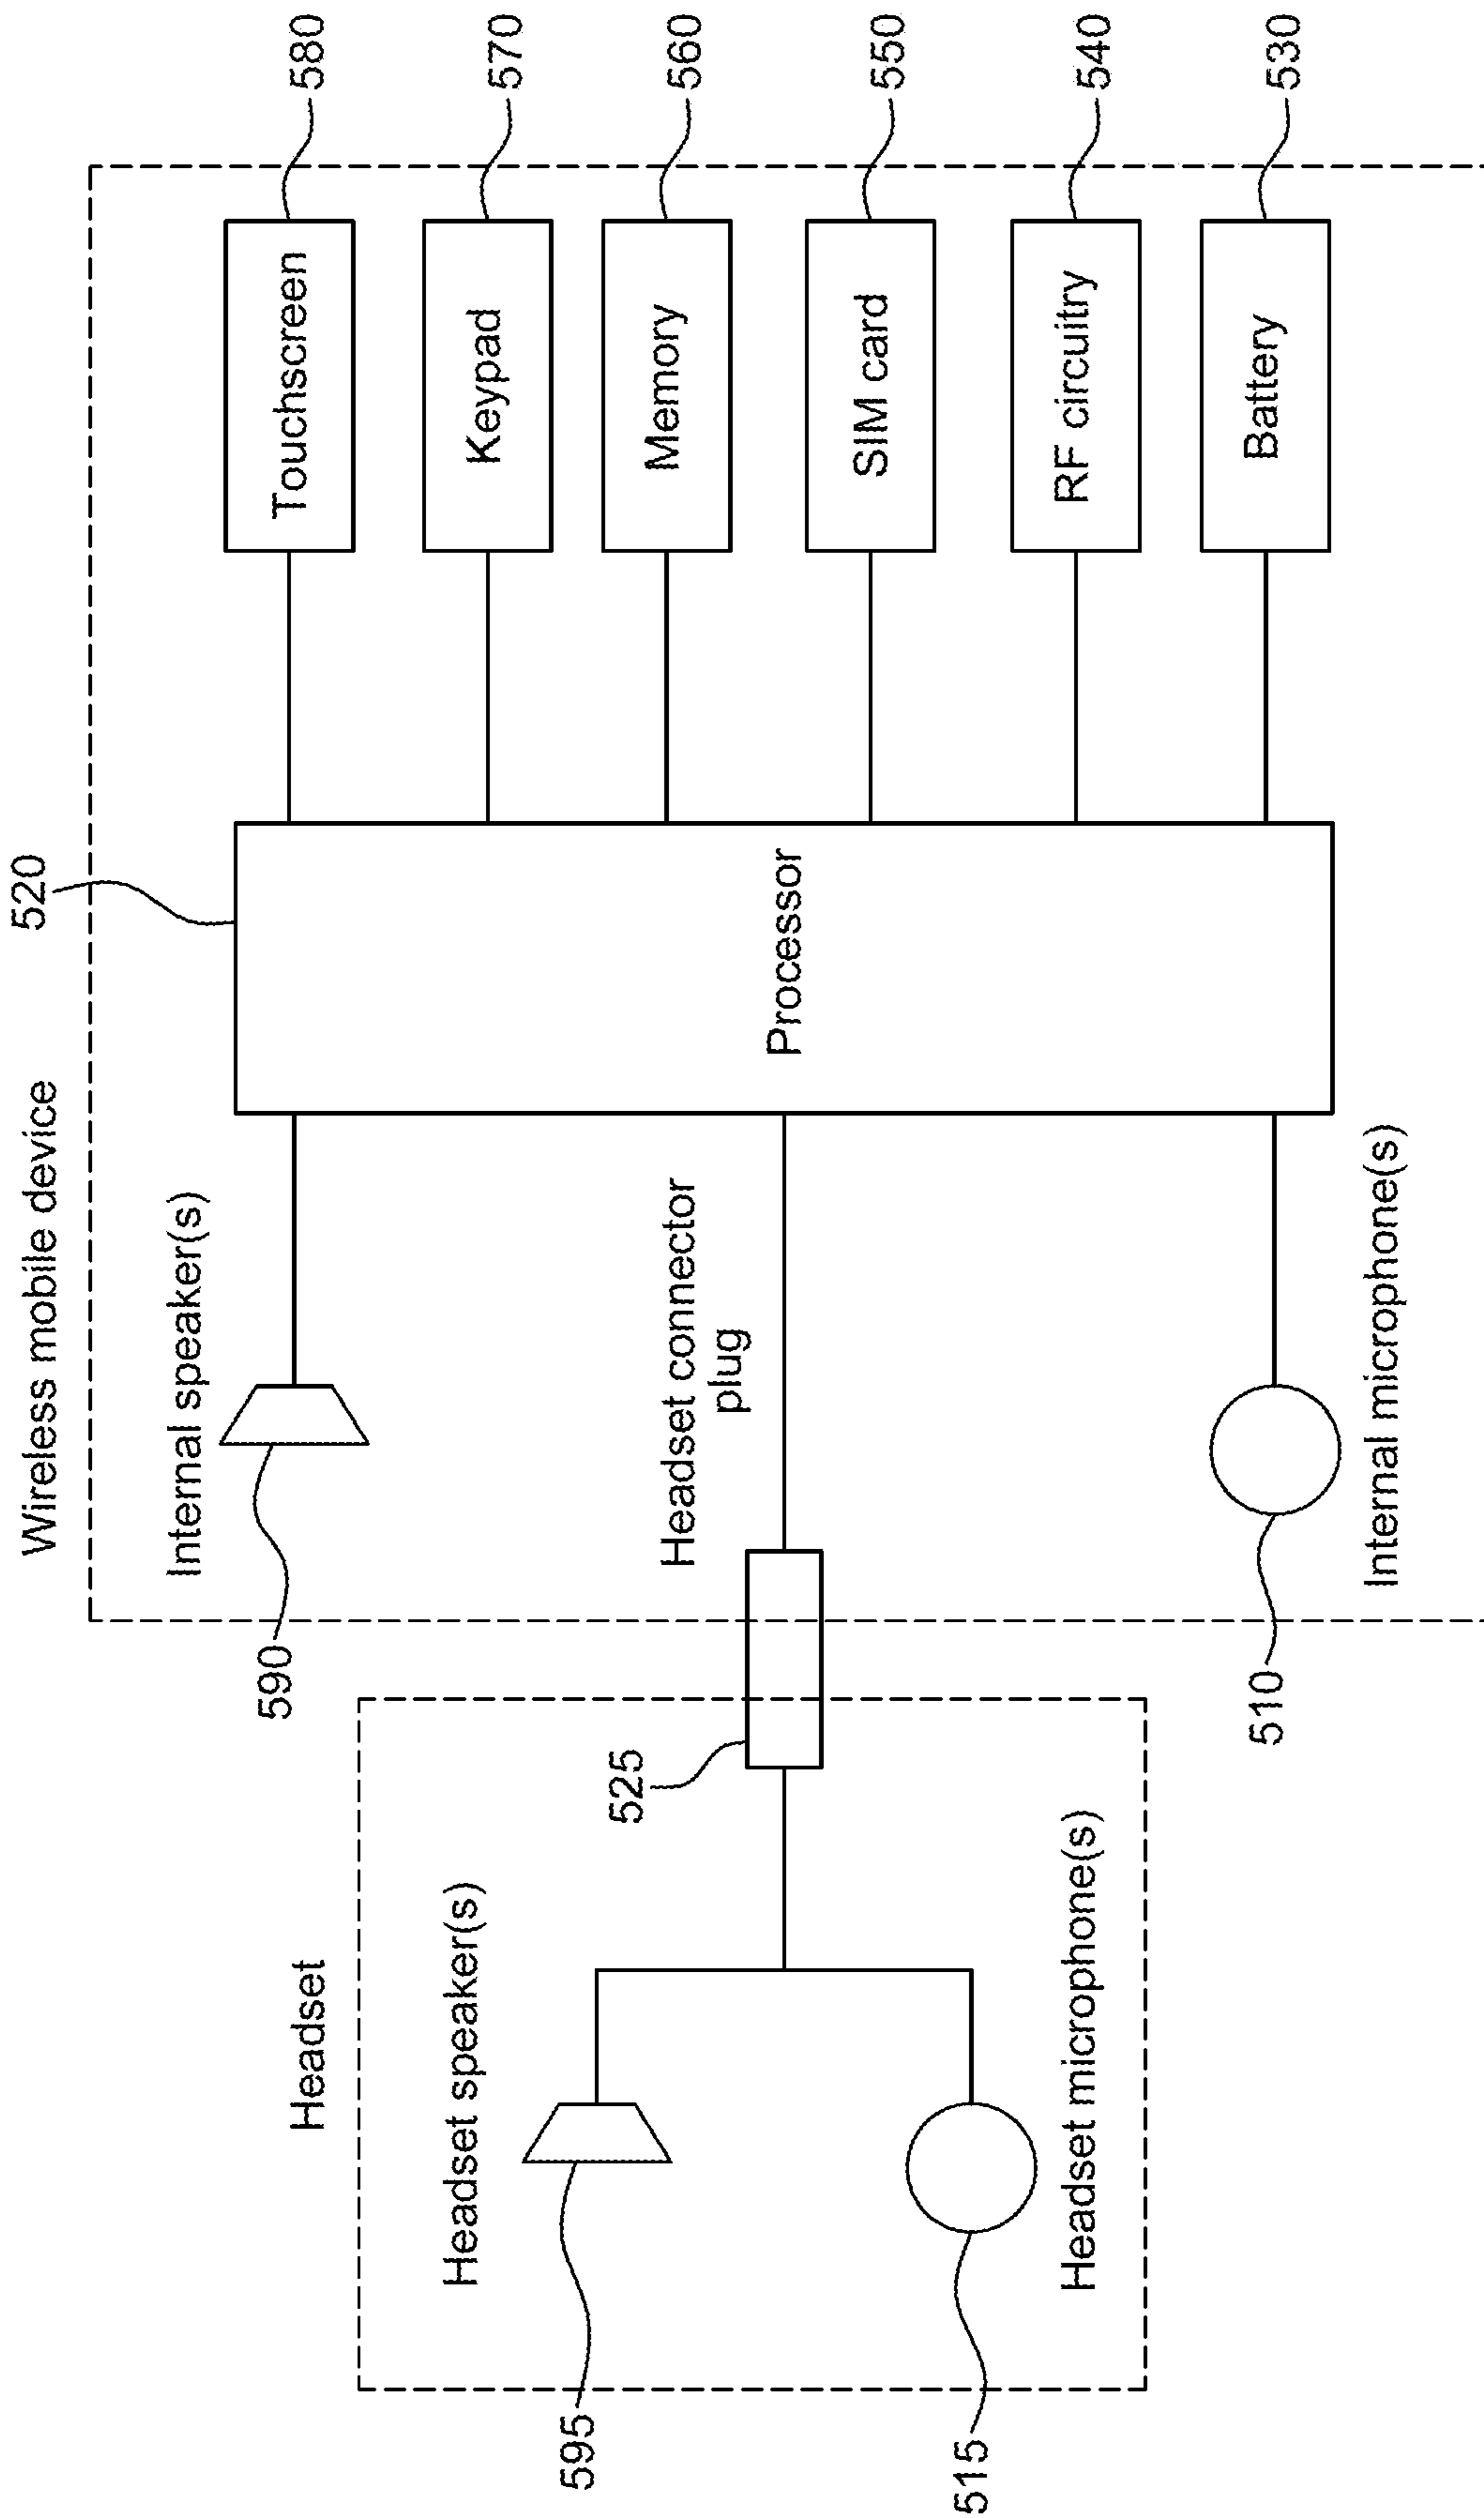 Wireless mobile device
520
Internal speaker(s)
590
Headset connector
plug
Processor
Internal microphone(s)
510
Touchscreen
580
Keypad
570
Memory
560
SIM card
550
RF circuitry
540
Battery
530
Headset
525
Headset speaker(s)
595
Headset microphone(s)
515